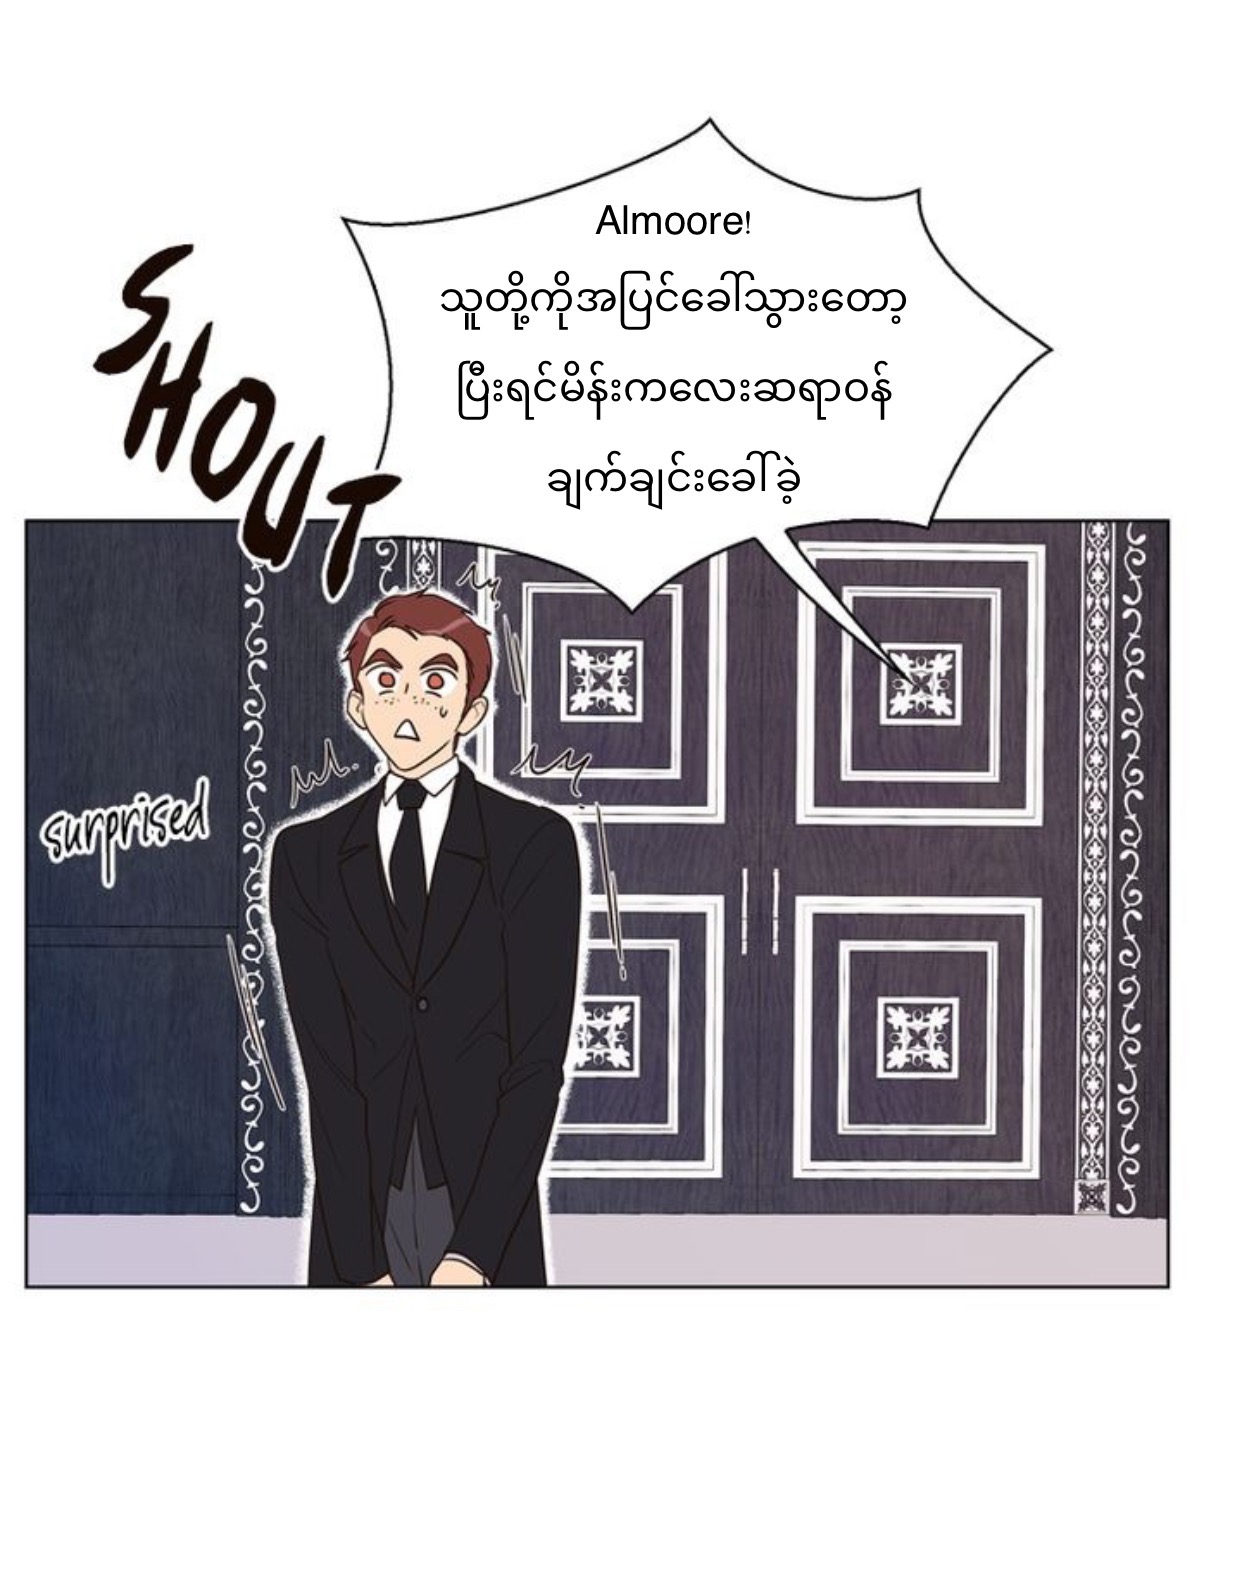 Almoore!
သူတို့ကိုအပြင်ခေါ်သွားတော့
ပြီးရင်မိန်းကလေးဆရာဝန်
ချက်ချင်းခေါ်ခဲ့
SHOUT
surprised